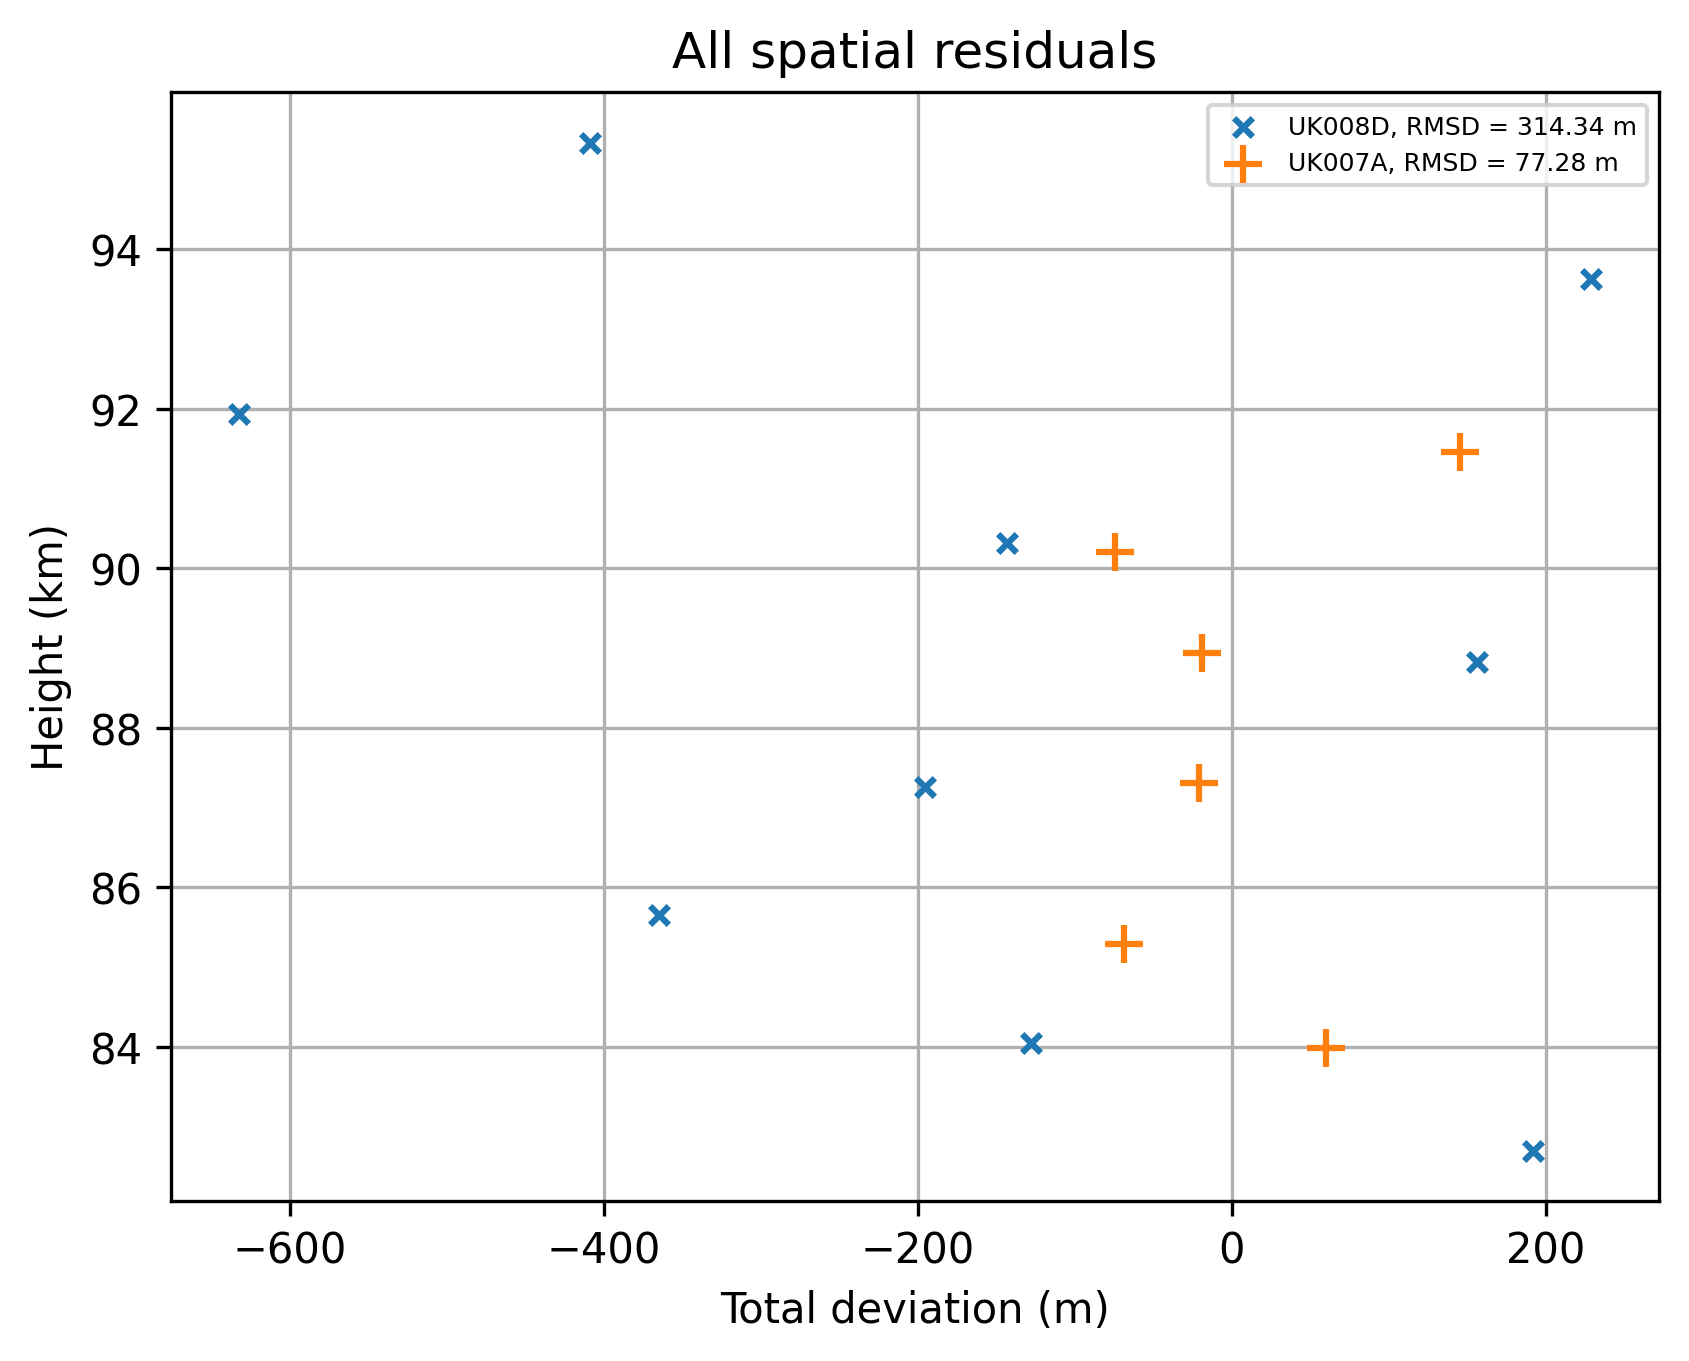 All spatial residuals
UK008D, RMSD = 314.34 m
UK007A, RMSD = 77.28 m
94
92
90
88
86
84
Height (km)
−600 −400 −200 0 200
Total deviation (m)